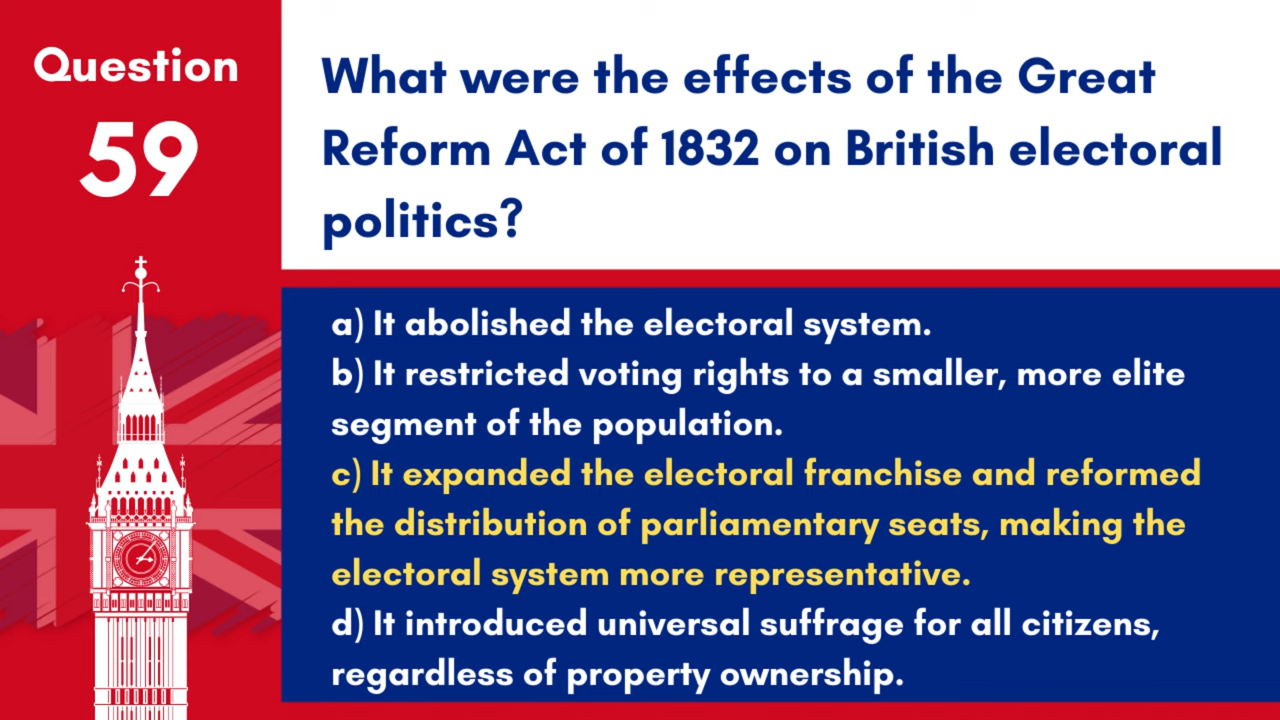 Question
59
What were the effects of the Great
Reform Act of 1832 on British electoral
politics?
a) It abolished the electoral system.
b) It restricted voting rights to a smaller, more elite
segment of the population.
c) It expanded the electoral franchise and reformed
the distribution of parliamentary seats, making the
electoral system more representative.
d) It introduced universal suffrage for all citizens,
regardless of property ownership.